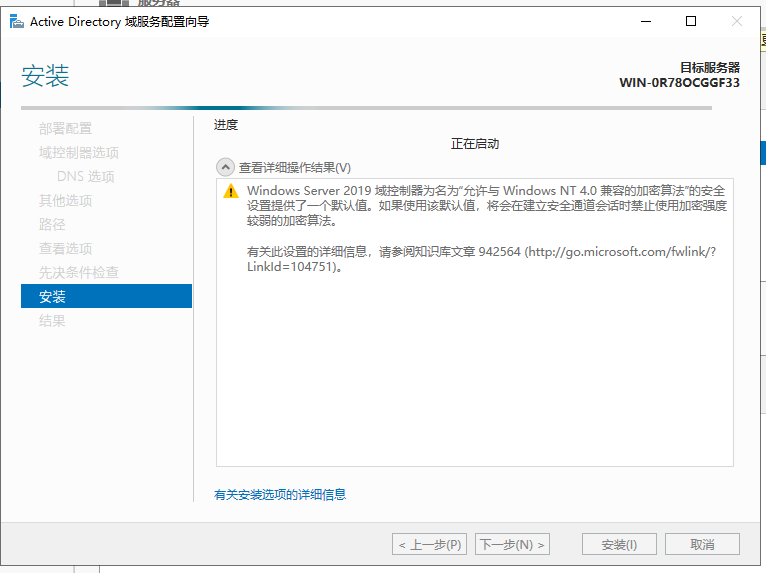 Active Directory 域服务配置向导
安装
目标服务器
WIN-0R78OCGGF33
部署配置
域控制器选项
DNS 选项
其他选项
路径
查看选项
先决条件检查
安装
结果
进度
正在启动
查看详细操作结果(V)
Windows Server 2019 域控制器为名为“允许与 Windows NT 4.0 兼容的加密算法”的安全
设置提供了一个默认值。如果使用该默认值，将会在建立安全通道会话时禁止使用加密强度
较弱的加密算法。
有关此设置的详细信息，请参阅知识库文章 942564 (http://go.microsoft.com/fwlink/?
LinkId=104751)。
有关安装选项的详细信息
< 上一步(P)
下一步(N) >
安装(I)
取消